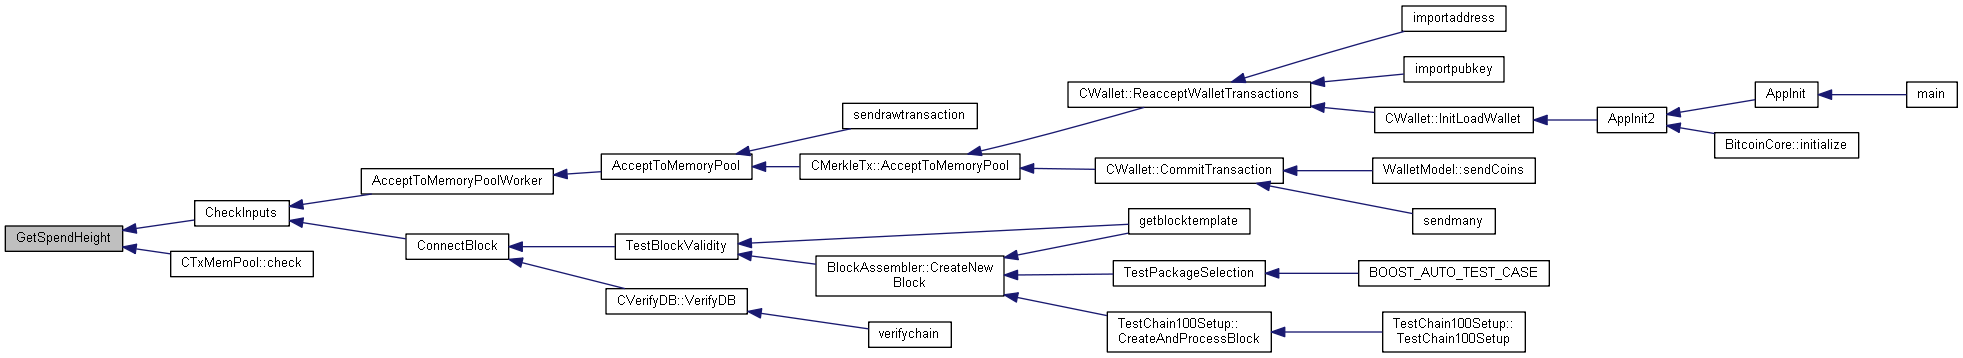 importaddress
importpubkey
CWallet::ReacceptWalletTransactions
AppInit
main
sendrawtransaction
CWallet::InitLoadWallet
AppInit2
BitcoinCore::initialize
AcceptToMemoryPool
CMerkleTx::AcceptToMemoryPool
CWallet::CommitTransaction
WalletModel::sendCoins
AcceptToMemoryPoolWorker
CheckInputs
sendmany
getblocktemplate
GetSpendHeight
ConnectBlock
TestBlockValidity
CTxMemPool::check
BlockAssembler::CreateNew
Block
TestPackageSelection
BOOST_AUTO_TEST_CASE
CVerifyDB::VerifyDB
verifychain
TestChain100Setup::
CreateAndProcessBlock
TestChain100Setup::
TestChain100Setup